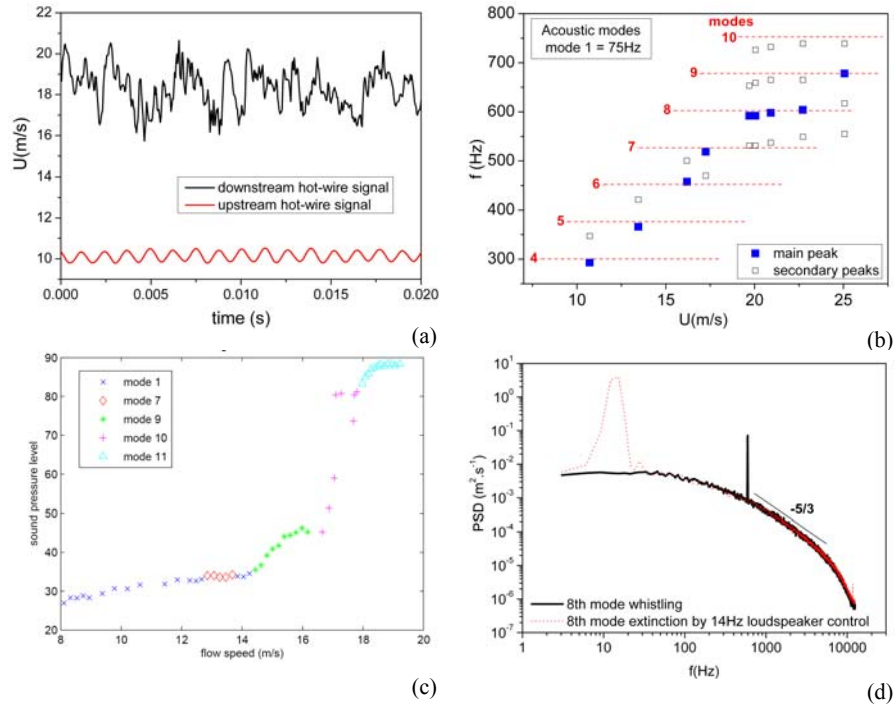 22
20
18
16
14
12
10
8
U(m/s)
downstream hot-wire signal
upstream hot-wire signal
0.000 0.005 0.010 0.015 0.020
time (s)
(a)
800
700
600
500
400
300
f (Hz)
Acoustic modes
mode 1 = 75Hz
modes
10
9
8
7
6
5
4
main peak
secondary peaks
10 15 20 25
U(m/s)
(b)
90
80
70
60
50
40
30
20
sound pressure level
mode 1
mode 7
mode 9
mode 10
mode 11
8 10 12 14 16 18 20
flow speed (m/s)
(c)
10^1
10^0
10^-1
10^-2
10^-3
10^-4
10^-5
10^-6
10^-7
PSD (m².s⁻¹)
-5/3
8th mode whistling
8th mode extinction by 14Hz loudspeaker control
1 10 100 1000 10000
f(Hz)
(d)